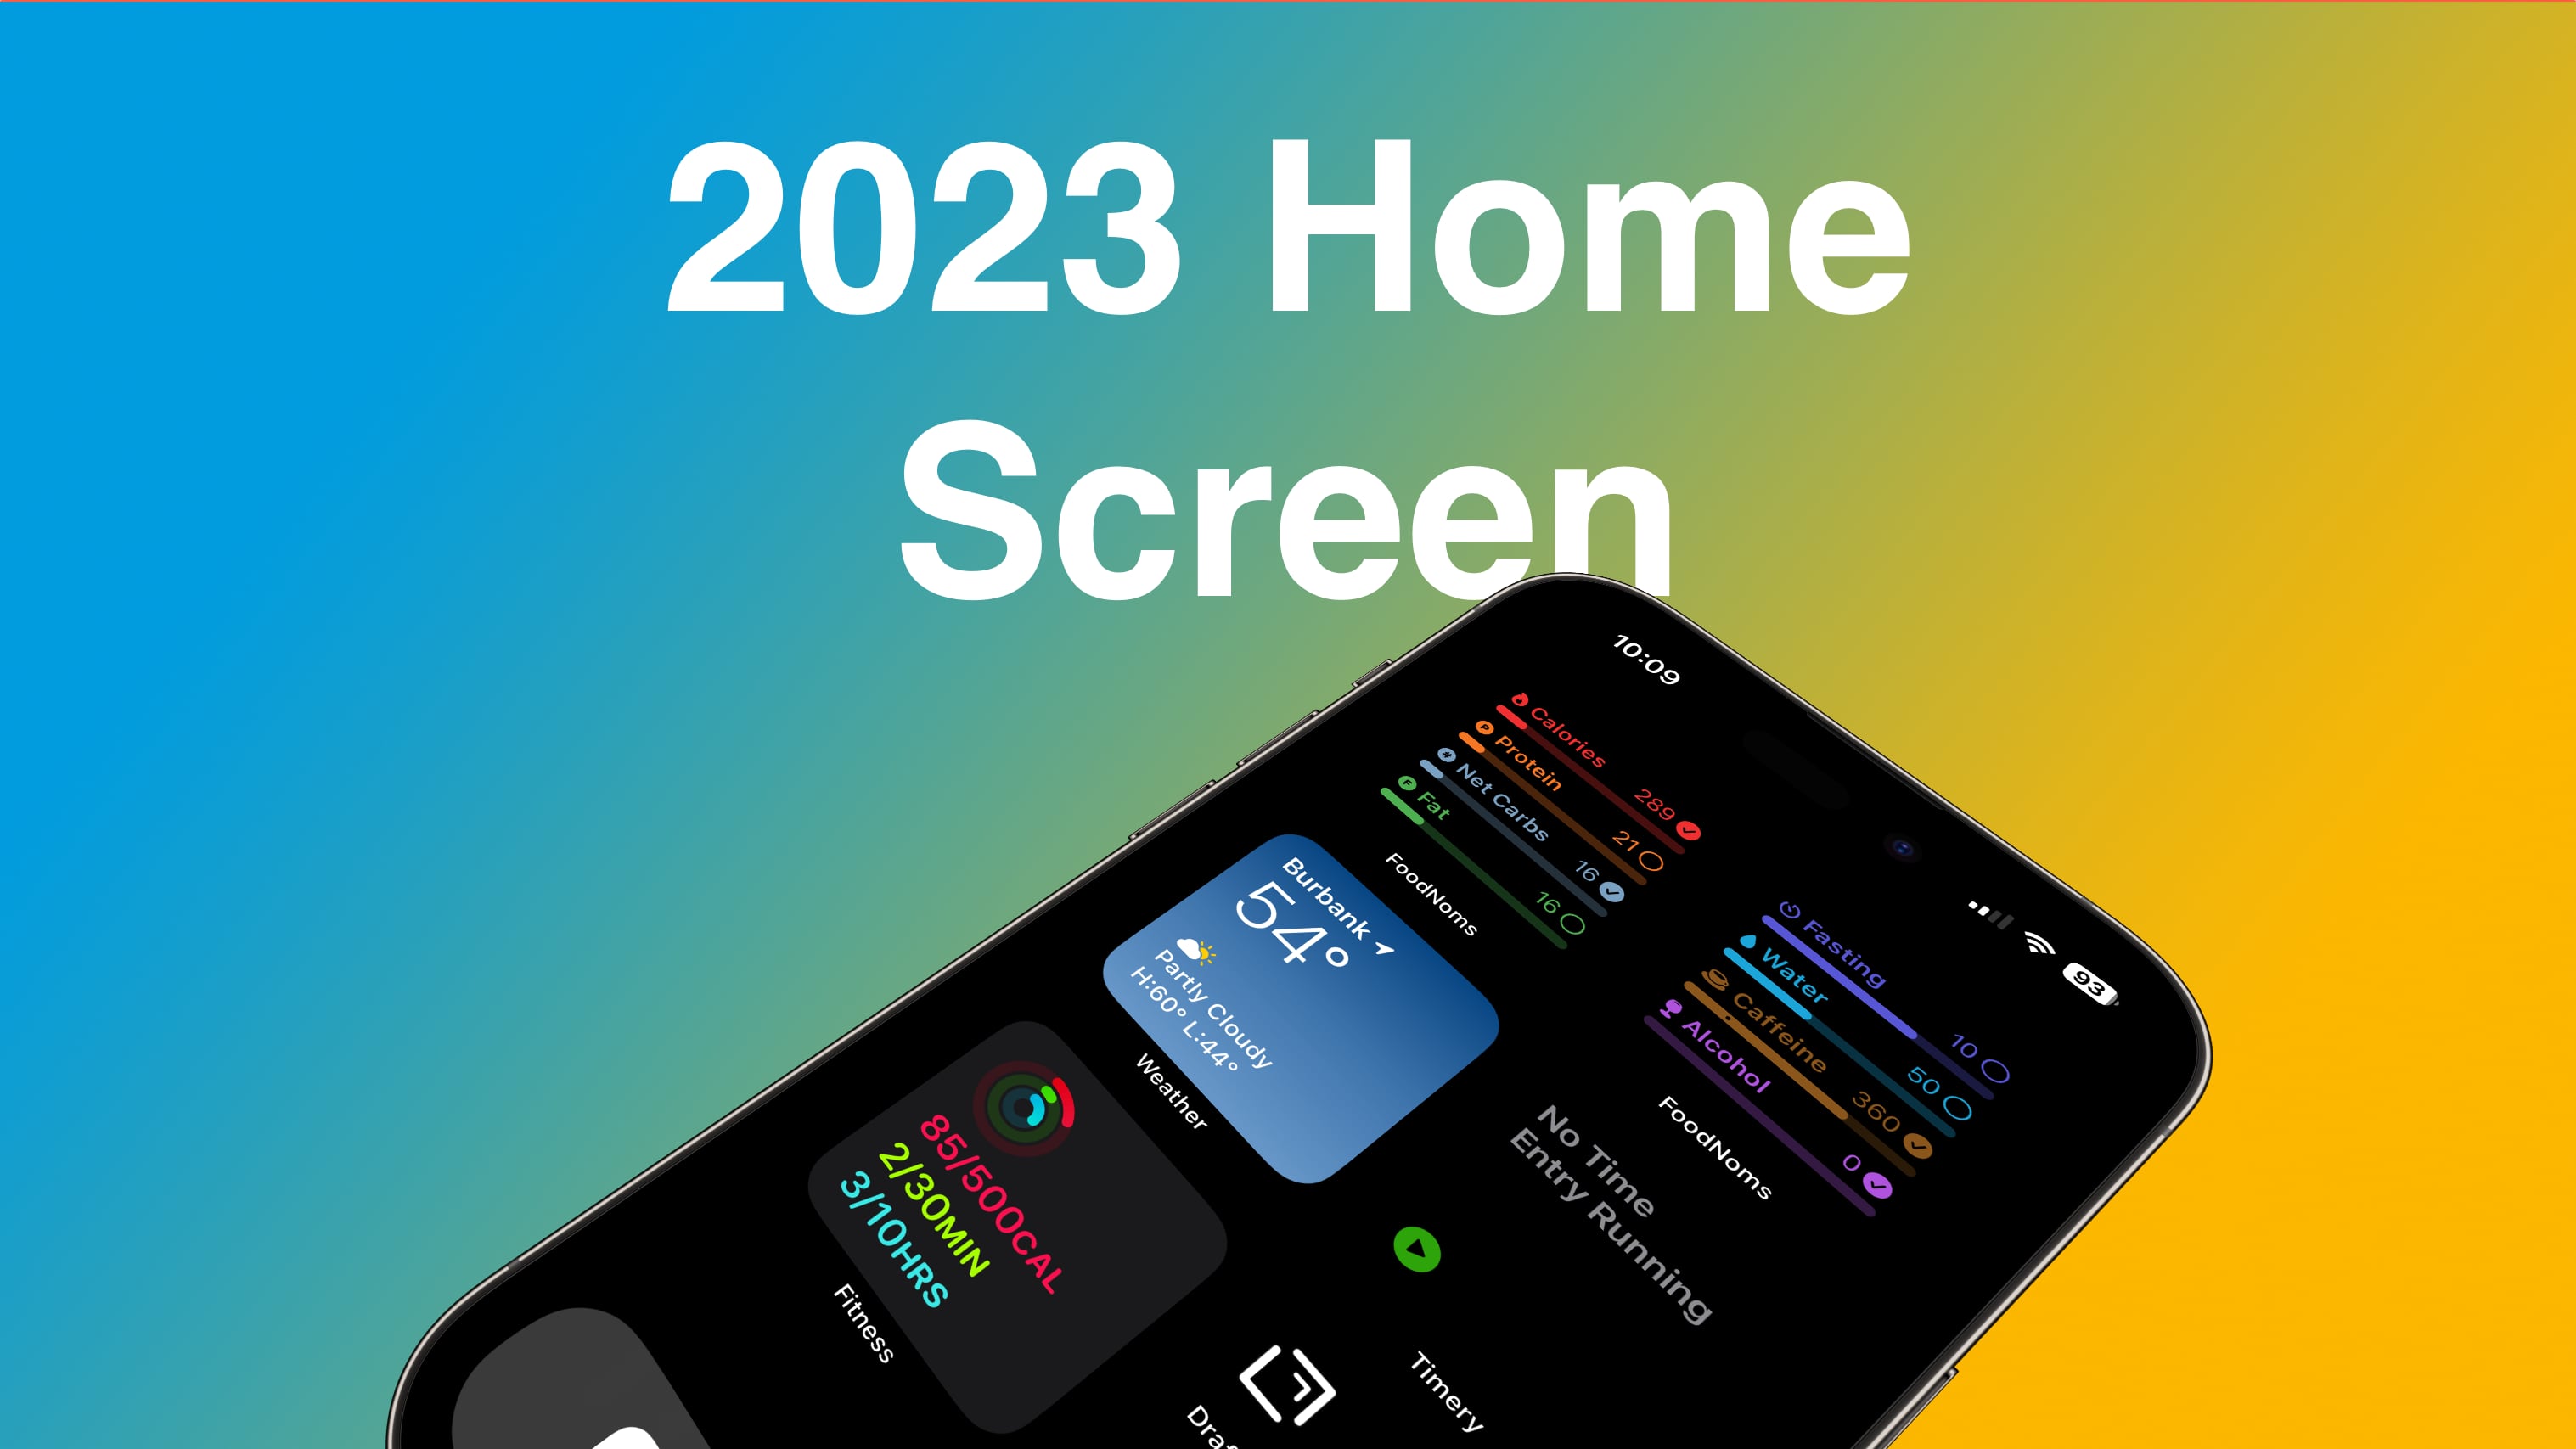 2023 Home
Screen
10:09
93
Calories 289
Protein 21
Net Carbs 16
Fat 16
FoodNoms
Fasting 10
Water 50
Caffeine 360
Alcohol 0
FoodNoms
Burbank
54°
Partly Cloudy
H:60° L:44°
Weather
No Time
Entry Running
Timery
85/500CAL
2/30MIN
3/10HRS
Fitness